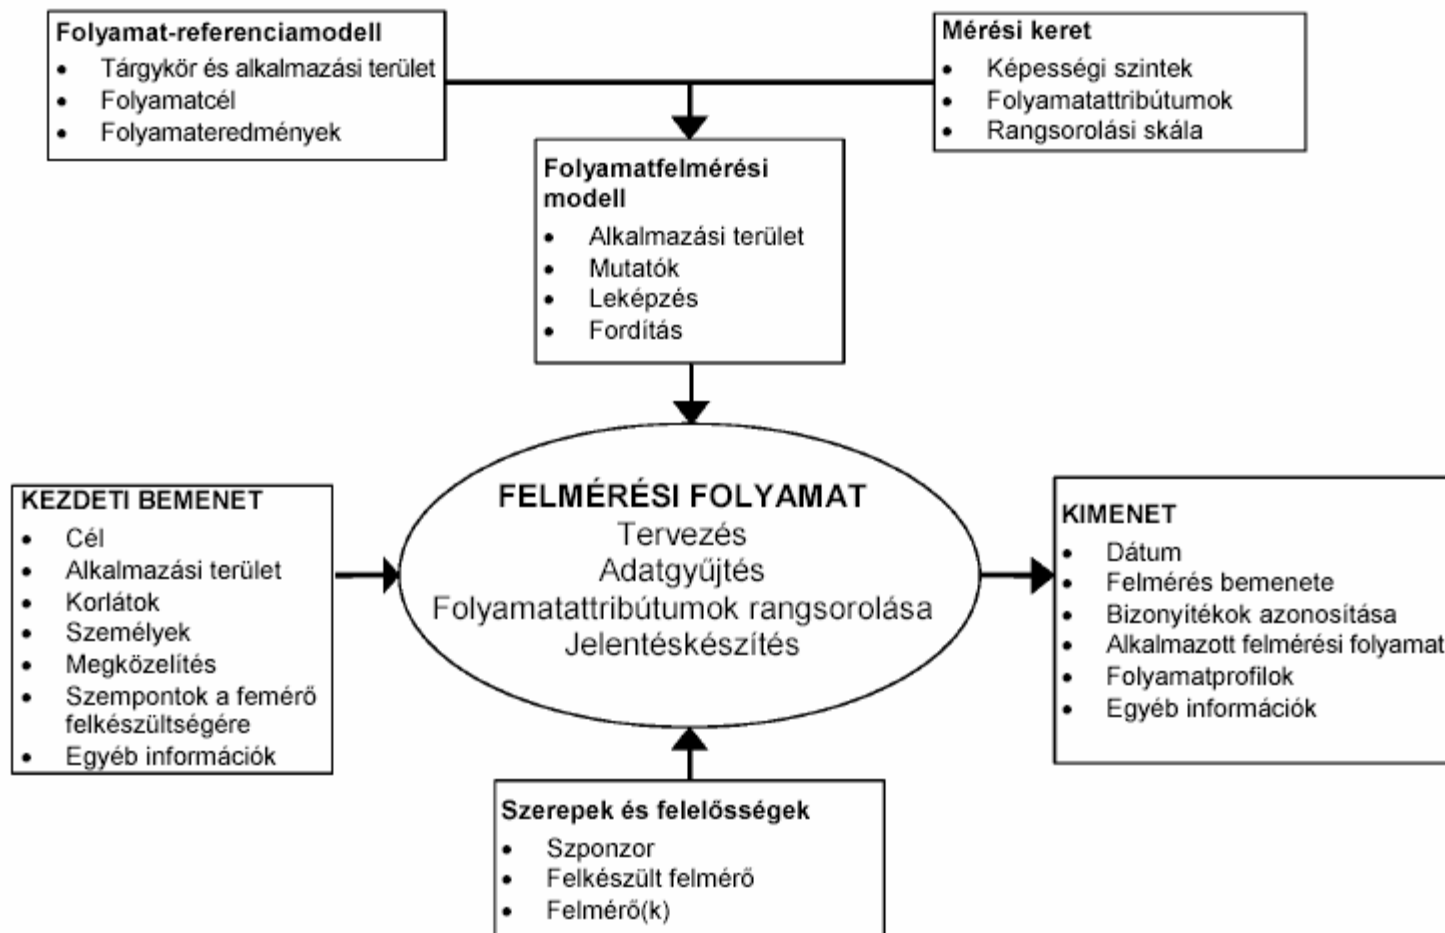 Folyamat-referenciamodell
• Tárgykör és alkalmazási terület
• Folyamatcél
• Folyamateredmények
Mérési keret
• Képességi szintek
• Folyamatattribútumok
• Rangsorolási skála
Folyamatfelmérési
modell
• Alkalmazási terület
• Mutatók
• Leképzés
• Fordítás
KEZDETI BEMENET
• Cél
• Alkalmazási terület
• Korlátok
• Személyek
• Megközelítés
• Szempontok a femérő
felkészültségére
• Egyéb információk
FELMÉRÉSI FOLYAMAT
Tervezés
Adatgyűjtés
Folyamatattribútumok rangsorolása
Jelentéskészítés
KIMENET
• Dátum
• Felmérés bemenete
• Bizonyítékok azonosítása
• Alkalmazott felmérési folyamat
• Folyamatprofilok
• Egyéb információk
Szerepek és felelősségek
• Szponzor
• Felkészült felmérő
• Felmérő(k)